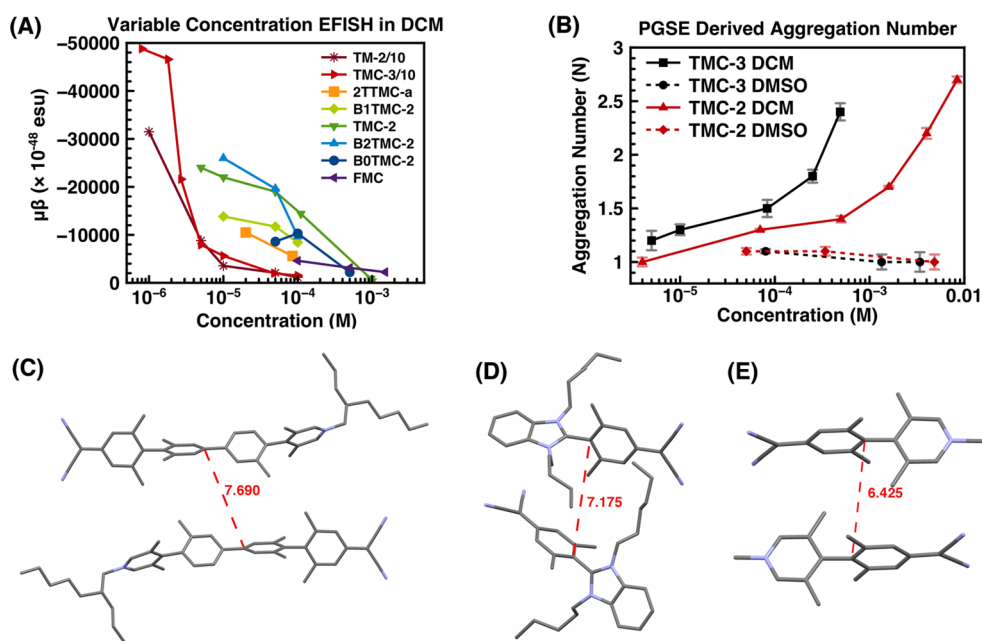 (A)
Variable Concentration EFISH in DCM
−50000
−40000
−30000
−20000
−10000
0
μβ (× 10⁻⁴⁸ esu)
TM-2/10
TMC-3/10
2TTMC-a
B1TMC-2
TMC-2
B2TMC-2
B0TMC-2
FMC
10⁻⁶
10⁻⁵
10⁻⁴
10⁻³
Concentration (M)
(B)
PGSE Derived Aggregation Number
3
2.5
2
1.5
1
Aggregation Number (N)
TMC-3 DCM
TMC-3 DMSO
TMC-2 DCM
TMC-2 DMSO
10⁻⁵
10⁻⁴
10⁻³
0.01
Concentration (M)
(C)
7.690
(D)
7.175
(E)
6.425